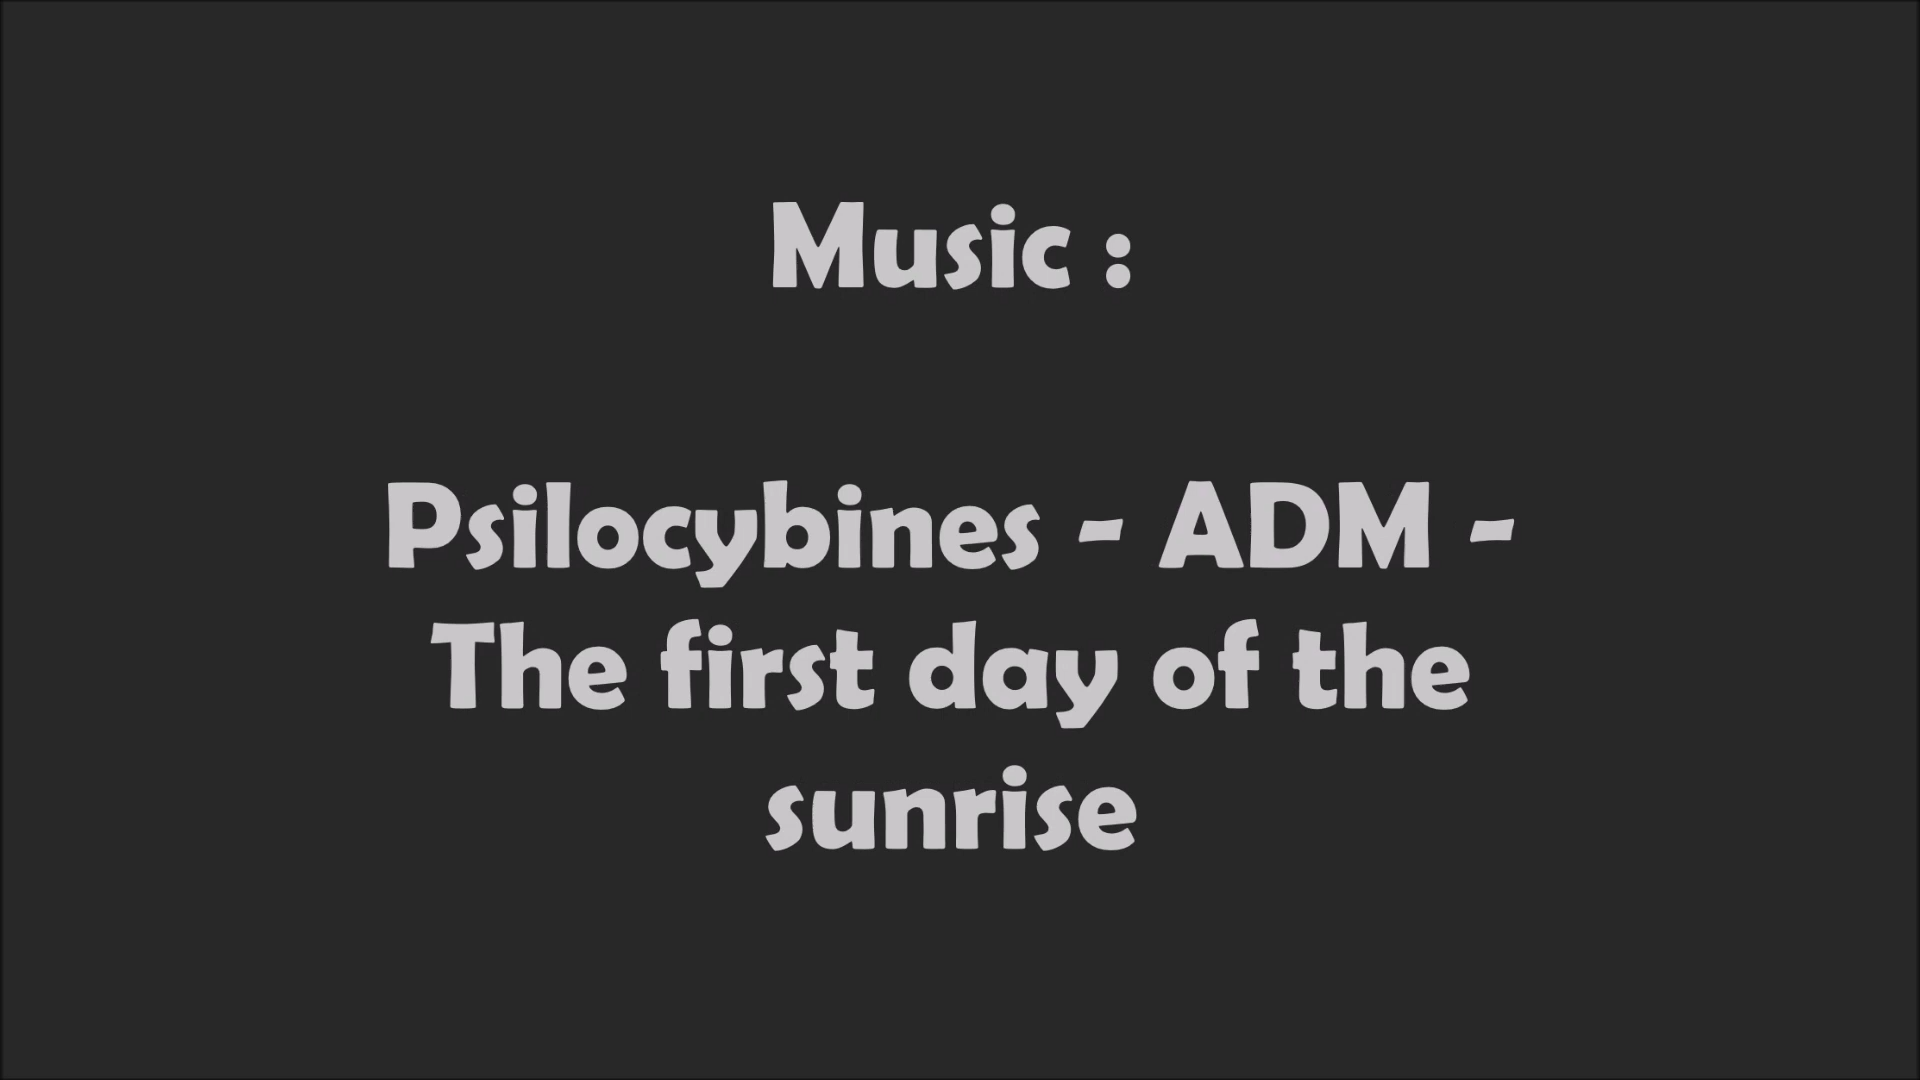 Music :
Psilocybines - ADM -
The first day of the
sunrise